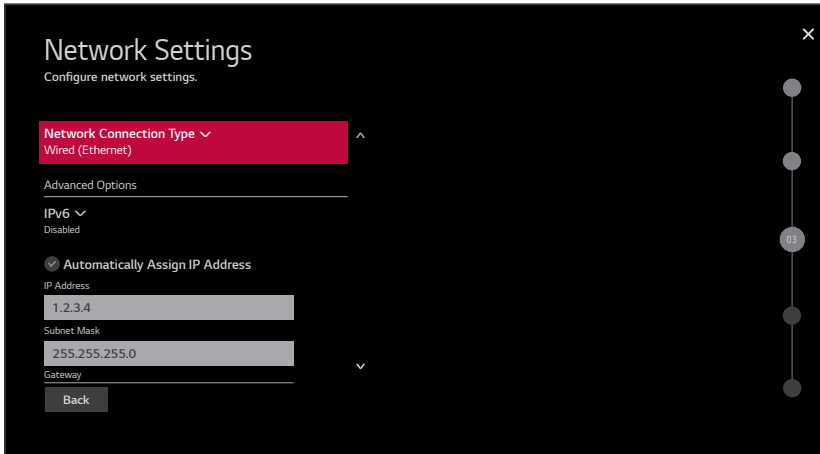 Network Settings
Configure network settings.
Network Connection Type
Wired (Ethernet)
Advanced Options
IPv6
Disabled
03
Automatically Assign IP Address
IP Address
1.2.3.4
Subnet Mask
255.255.255.0
Gateway
Back